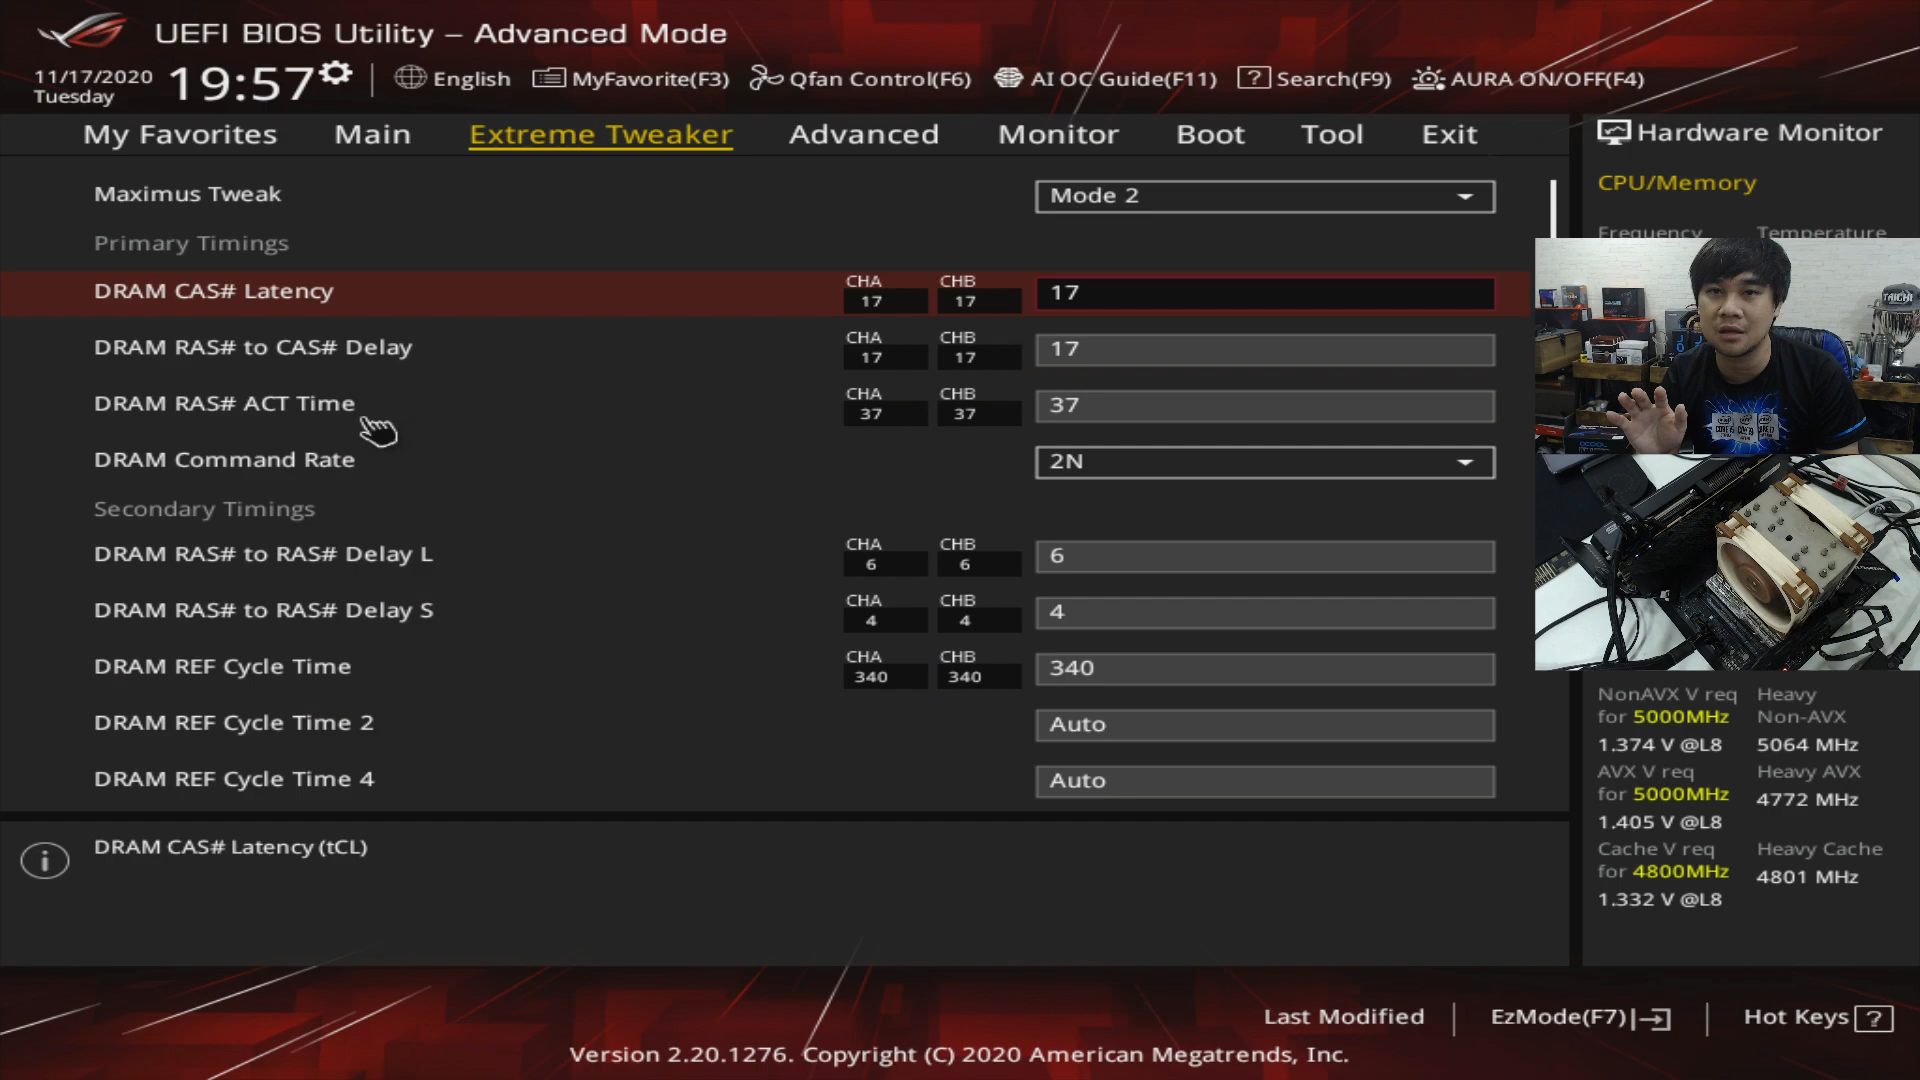 UEFI BIOS Utility – Advanced Mode
11/17/2020
Tuesday
19:57
English
MyFavorite(F3)
Qfan Control(F6)
AI OC Guide(F11)
? Search(F9)
AURA ON/OFF(F4)
My Favorites
Main
Extreme Tweaker
Advanced
Monitor
Boot
Tool
Exit
Hardware Monitor
Maximus Tweak
Mode 2
CPU/Memory
Primary Timings
Frequency
Temperature
DRAM CAS# Latency
CHA
17
CHB
17
17
DRAM RAS# to CAS# Delay
CHA
17
CHB
17
17
DRAM RAS# ACT Time
CHA
37
CHB
37
37
DRAM Command Rate
2N
Secondary Timings
DRAM RAS# to RAS# Delay L
CHA
6
CHB
6
6
DRAM RAS# to RAS# Delay S
CHA
4
CHB
4
4
DRAM REF Cycle Time
CHA
340
CHB
340
340
DRAM REF Cycle Time 2
Auto
DRAM REF Cycle Time 4
Auto
TAICHI
NonAVX V req
for 5000MHz
1.374 V @L8
Heavy
Non-AVX
5064 MHz
AVX V req
for 5000MHz
1.405 V @L8
Heavy AVX
4772 MHz
Cache V req
for 4800MHz
1.332 V @L8
Heavy Cache
4801 MHz
DRAM CAS# Latency (tCL)
Last Modified
EzMode(F7)
Hot Keys ?
Version 2.20.1276. Copyright (C) 2020 American Megatrends, Inc.